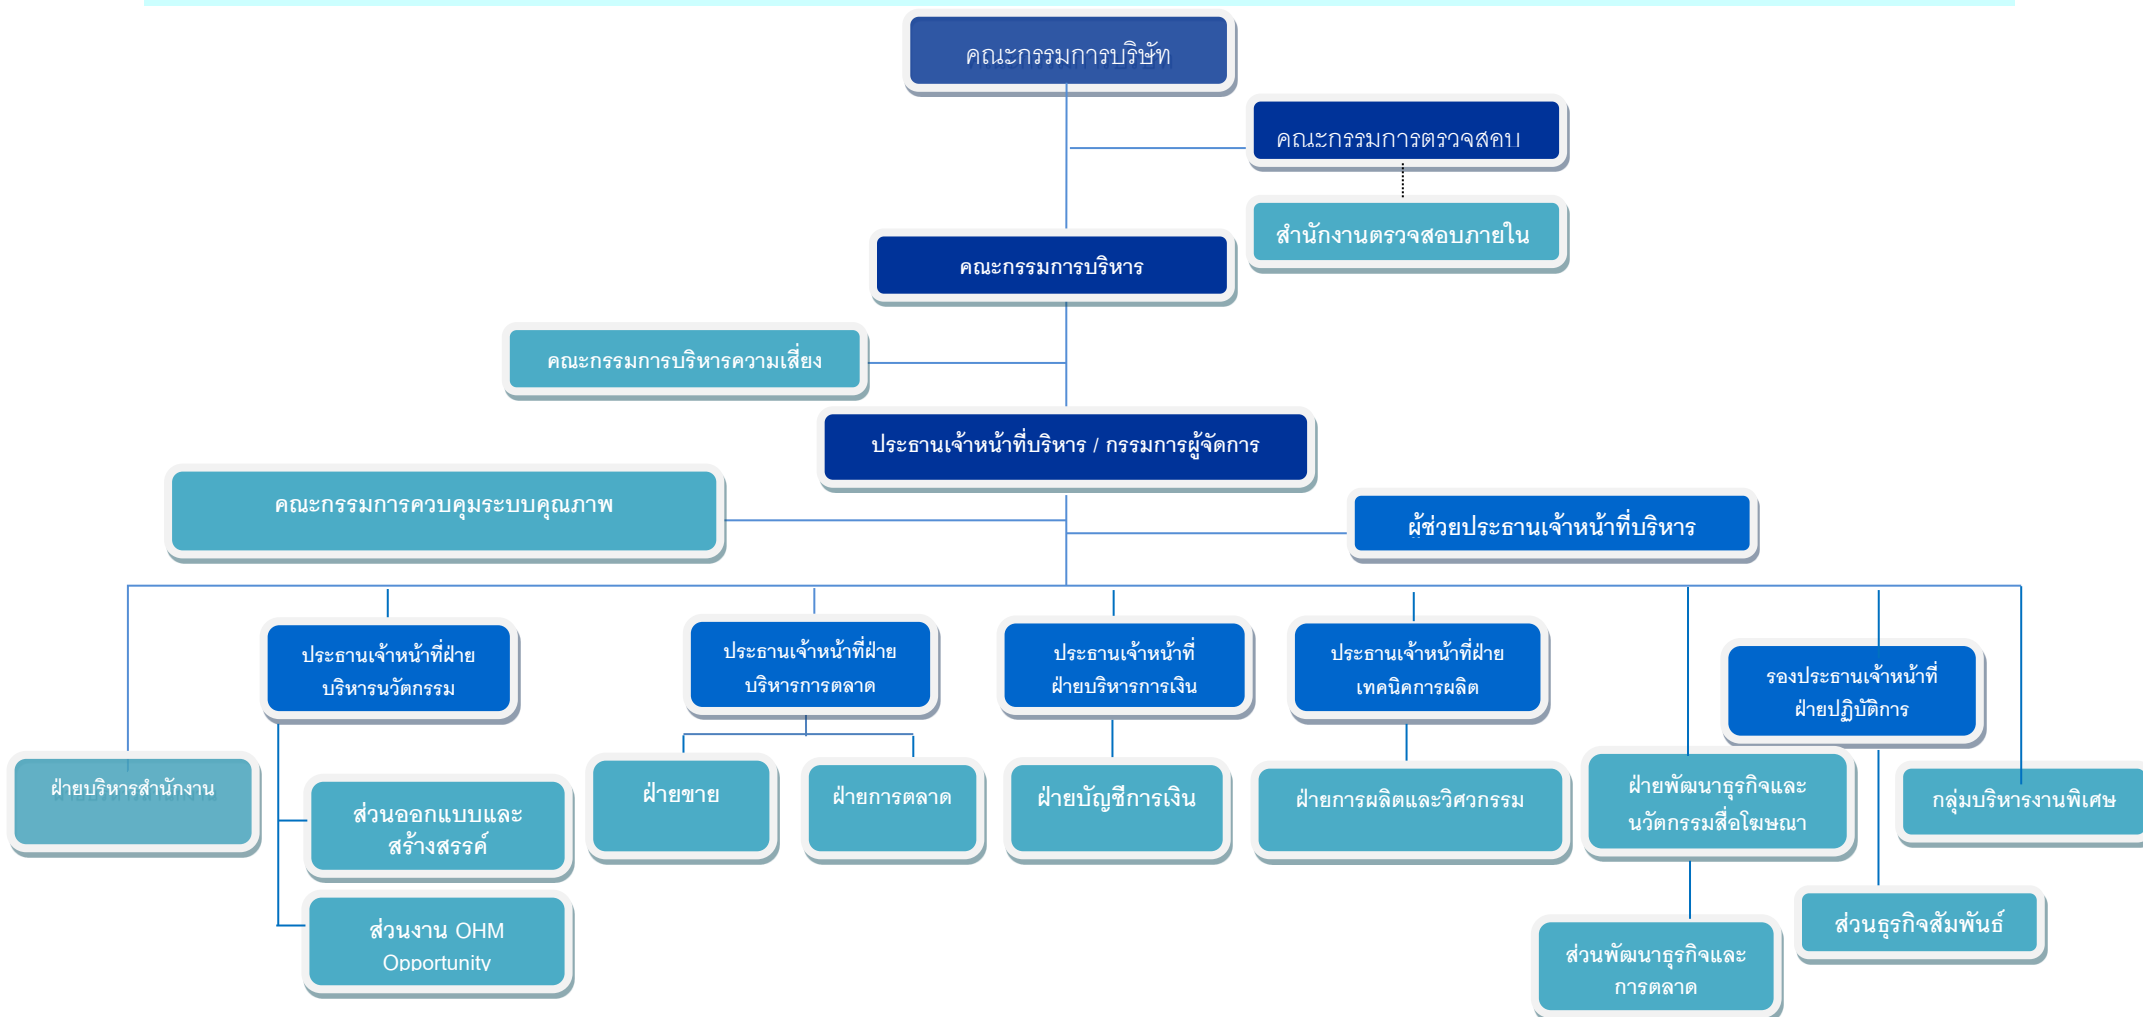 คณะกรรมการบริษัท
คณะกรรมการตรวจสอบ
สำนักงานตรวจสอบภายใน
คณะกรรมการบริหาร
คณะกรรมการบริหารความเสี่ยง
ประธานเจ้าหน้าที่บริหาร / กรรมการผู้จัดการ
คณะกรรมการควบคุมระบบคุณภาพ
ผู้ช่วยประธานเจ้าหน้าที่บริหาร
ประธานเจ้าหน้าที่ฝ่าย
บริหารนวัตกรรม
ประธานเจ้าหน้าที่ฝ่าย
บริหารการตลาด
ประธานเจ้าหน้าที่
ฝ่ายบริหารการเงิน
ประธานเจ้าหน้าที่ฝ่าย
เทคนิคการผลิต
รองประธานเจ้าหน้าที่
ฝ่ายปฏิบัติการ
ฝ่ายบริหารสำนักงาน
ส่วนออกแบบและ
สร้างสรรค์
ฝ่ายขาย
ฝ่ายการตลาด
ฝ่ายบัญชีการเงิน
ฝ่ายการผลิตและวิศวกรรม
ฝ่ายพัฒนาธุรกิจและ
นวัตกรรมสื่อโฆษณา
กลุ่มบริหารงานพิเศษ
ส่วนงาน OHM
Opportunity
ส่วนพัฒนาธุรกิจและ
การตลาด
ส่วนธุรกิจสัมพันธ์